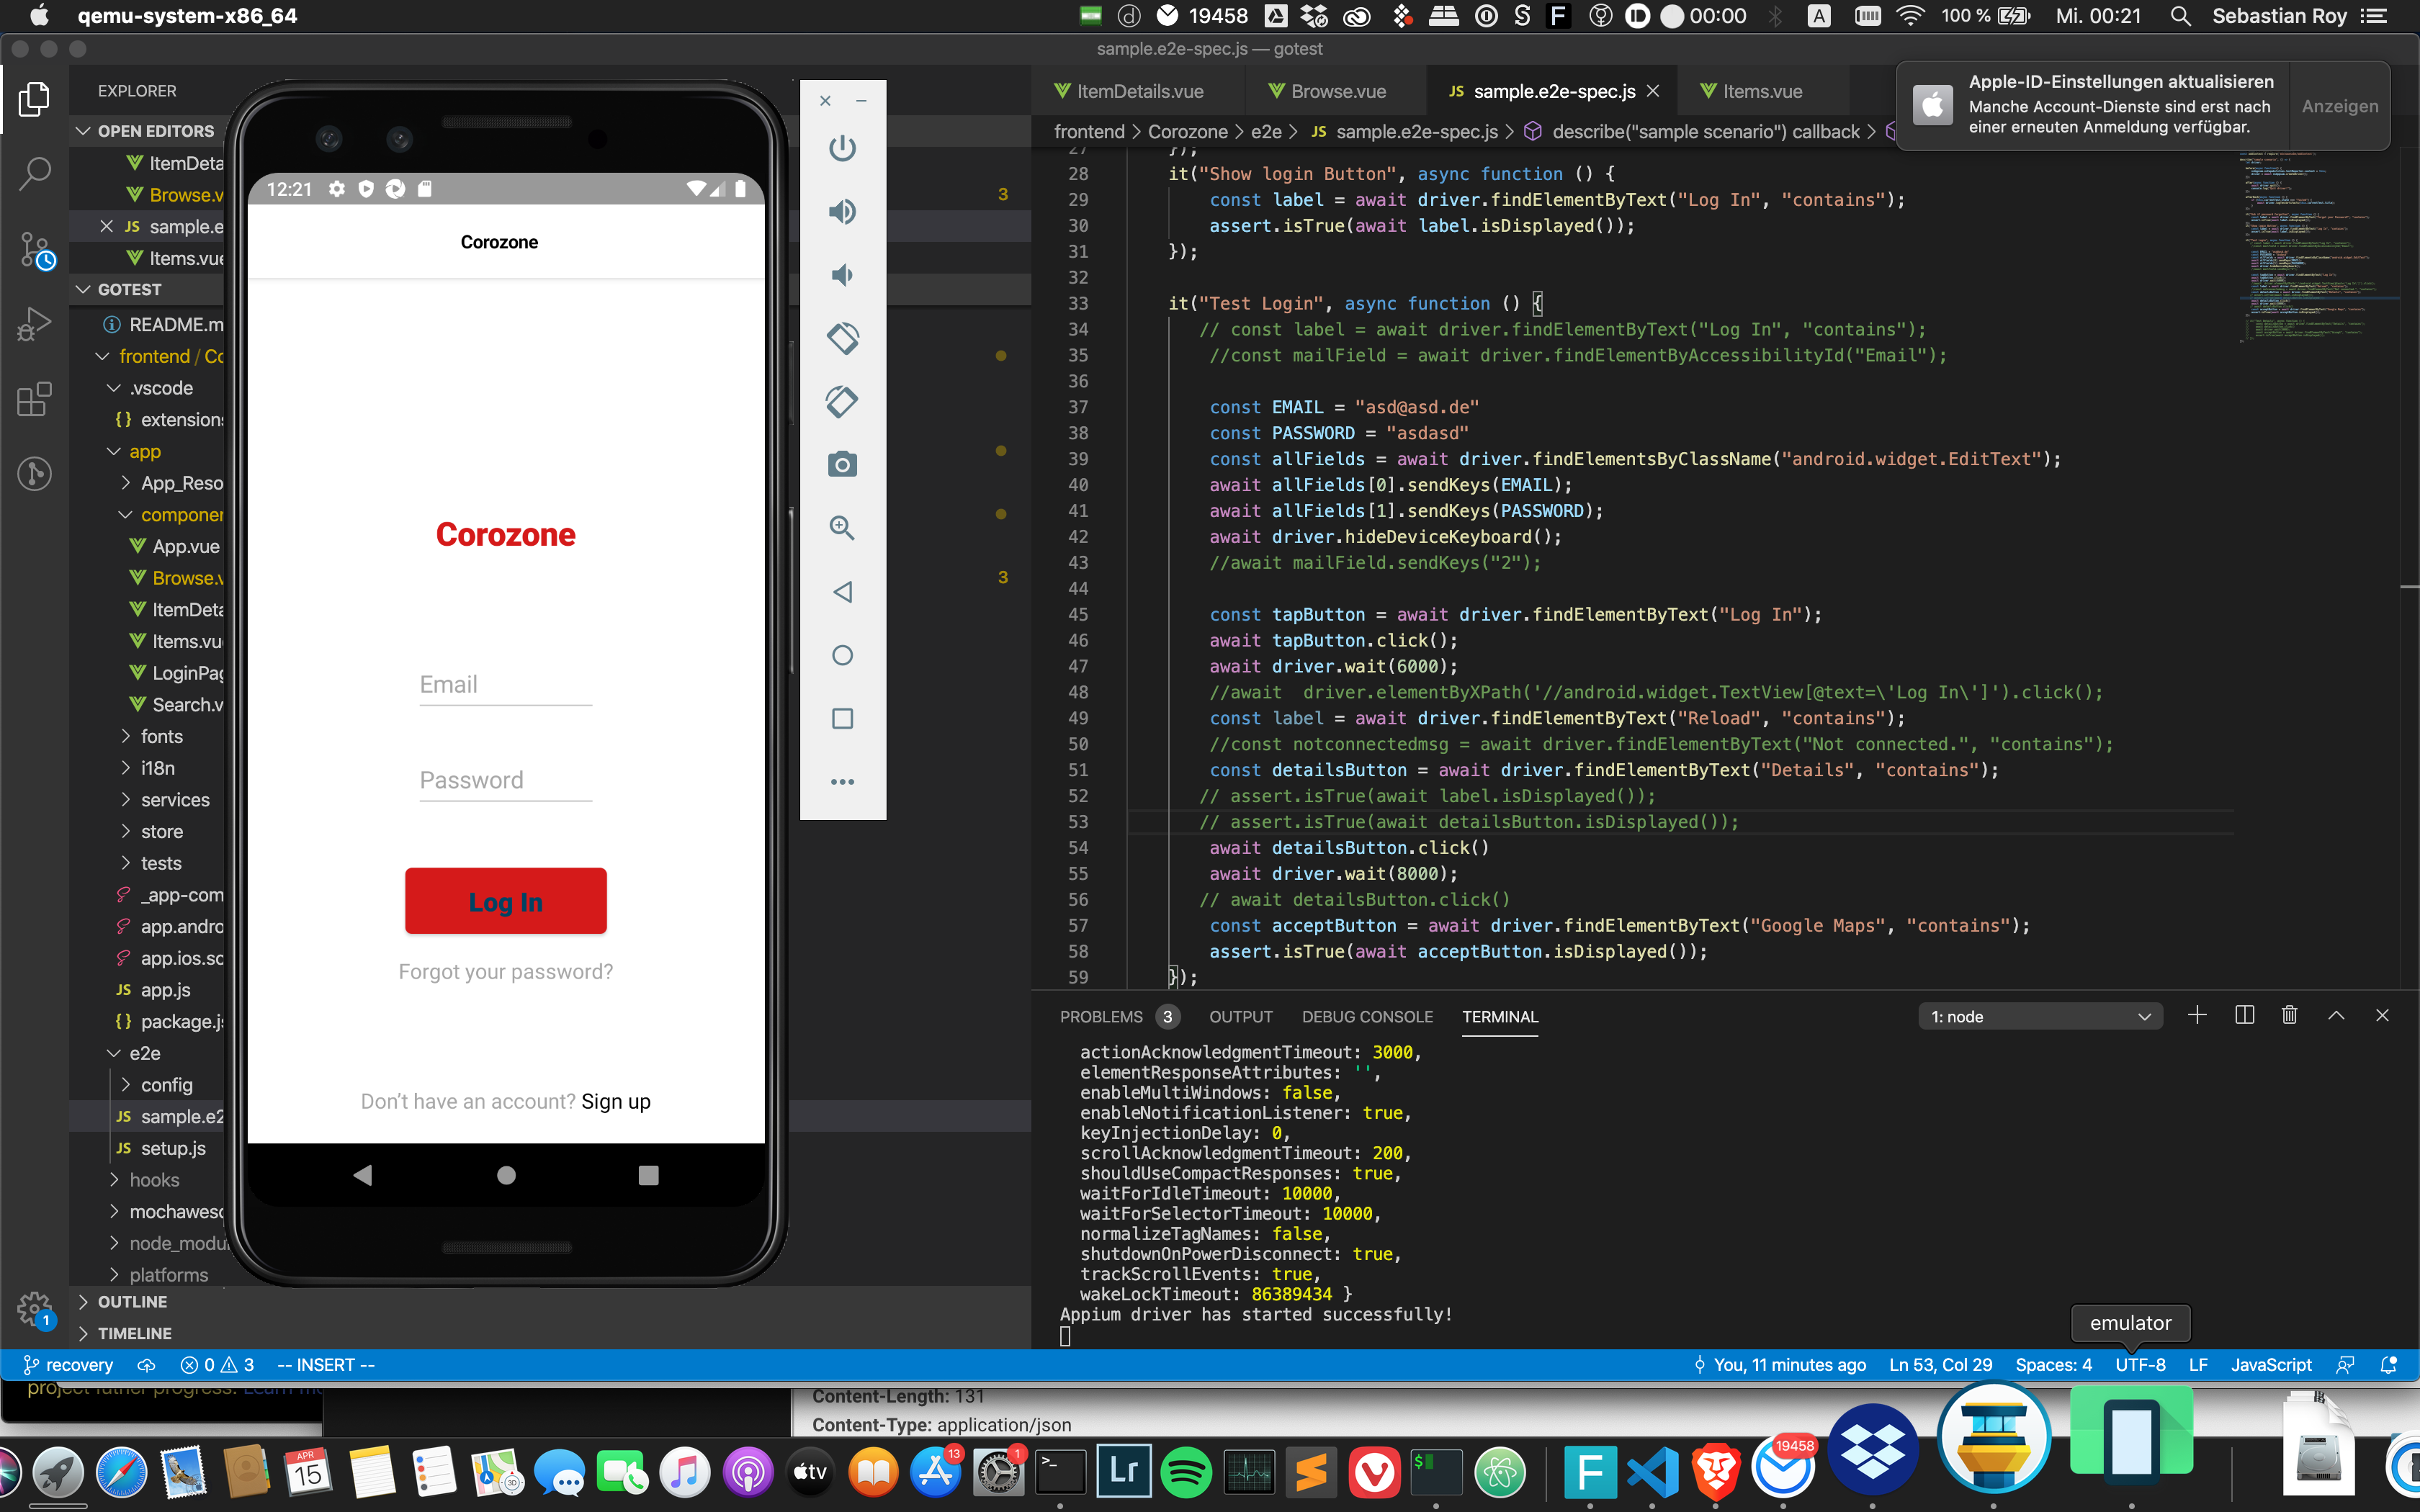 qemu-system-x86_64
19458
00:00
100 %
Mi. 00:21
Sebastian Roy
sample.e2e-spec.js — gotest
EXPLORER
OPEN EDITORS
ItemDeta
Browse.v
3
JS sample.e
Items.vue
GOTEST
README.m
frontend / Co
.vscode
{} extensions
app
App_Reso
componen
App.vue
Browse.v
3
ItemDeta
Items.vu
LoginPag
Search.v
fonts
i18n
services
store
tests
_app-com
app.andro
app.ios.sc
JS app.js
{} package.js
e2e
config
JS sample.e2
JS setup.js
hooks
mochawesc
node_modu
platforms
OUTLINE
TIMELINE
12:21
Corozone
Corozone
Email
Password
Log In
Forgot your password?
Don't have an account? Sign up
ItemDetails.vue
Browse.vue
JS sample.e2e-spec.js
Items.vue
Apple-ID-Einstellungen aktualisieren
Manche Account-Dienste sind erst nach
einer erneuten Anmeldung verfügbar.
Anzeigen
frontend > Corozone > e2e > JS sample.e2e-spec.js > describe("sample scenario") callback >
27 });
28 it("Show login Button", async function () {
29 const label = await driver.findElementByText("Log In", "contains");
30 assert.isTrue(await label.isDisplayed());
31 });
32
33 it("Test Login", async function () {
34 // const label = await driver.findElementByText("Log In", "contains");
35 //const mailField = await driver.findElementByAccessibilityId("Email");
36
37 const EMAIL = "asd@asd.de"
38 const PASSWORD = "asdasd"
39 const allFields = await driver.findElementsByClassName("android.widget.EditText");
40 await allFields[0].sendKeys(EMAIL);
41 await allFields[1].sendKeys(PASSWORD);
42 await driver.hideDeviceKeyboard();
43 //await mailField.sendKeys("2");
44
45 const tapButton = await driver.findElementByText("Log In");
46 await tapButton.click();
47 await driver.wait(6000);
48 //await  driver.elementByXPath('//android.widget.TextView[@text=\'Log In\']').click();
49 const label = await driver.findElementByText("Reload", "contains");
50 //const notconnectedmsg = await driver.findElementByText("Not connected.", "contains");
51 const detailsButton = await driver.findElementByText("Details", "contains");
52 // assert.isTrue(await label.isDisplayed());
53 // assert.isTrue(await detailsButton.isDisplayed());
54 await detailsButton.click()
55 await driver.wait(8000);
56 // await detailsButton.click()
57 const acceptButton = await driver.findElementByText("Google Maps", "contains");
58 assert.isTrue(await acceptButton.isDisplayed());
59 });
PROBLEMS 3 OUTPUT DEBUG CONSOLE TERMINAL
1: node
actionAcknowledgmentTimeout: 3000,
elementResponseAttributes: '',
enableMultiWindows: false,
enableNotificationListener: true,
keyInjectionDelay: 0,
scrollAcknowledgmentTimeout: 200,
shouldUseCompactResponses: true,
waitForIdleTimeout: 10000,
waitForSelectorTimeout: 10000,
normalizeTagNames: false,
shutdownOnPowerDisconnect: true,
trackScrollEvents: true,
wakeLockTimeout: 86389434 }
Appium driver has started successfully!
emulator
1
recovery
0
3
-- INSERT --
You, 11 minutes ago
Ln 53, Col 29
Spaces: 4
UTF-8
LF
JavaScript
Content-Length: 131
Content-Type: application/json
APR
15
3D
tv
13
1
>_
Lr
$
F
19458